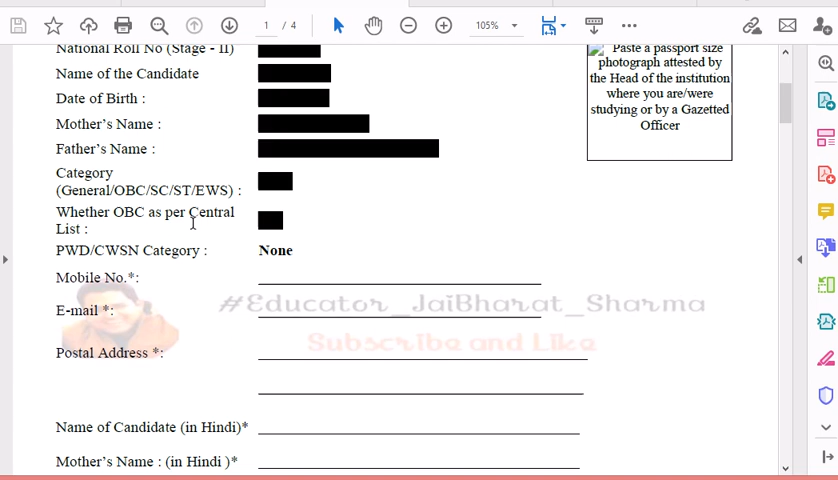 1 / 4
105%
National Roll No (Stage - II)
Name of the Candidate
Date of Birth :
Mother's Name :
Father's Name :
Category
(General/OBC/SC/ST/EWS) :
Whether OBC as per Central
List :
PWD/CWSN Category : None
Mobile No.*:
E-mail *:
Postal Address *:
Name of Candidate (in Hindi)*
Mother's Name : (in Hindi )*
Paste a passport size
photograph attested by
the Head of the institution
where you are/were
studying or by a Gazetted
Officer
#Educator_JaiBharat_Sharma
Subscribe and Like